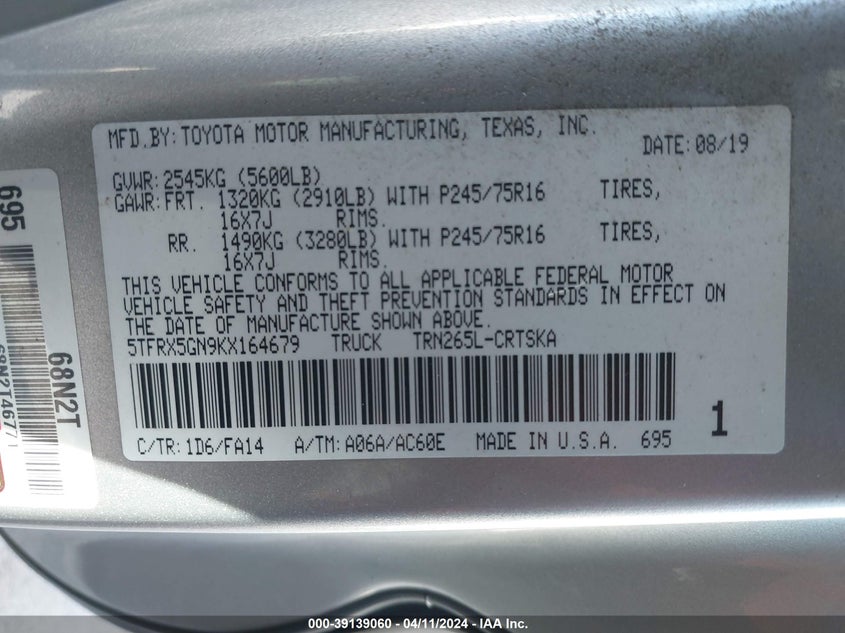 MFD.BY:TOYOTA MOTOR MANUFACTURING, TEXAS, INC.
DATE:08/19
GVWR:2545KG (5600LB)
GAWR:FRT. 1320KG (2910LB) WITH P245/75R16 TIRES,
16X7J RIMS.
RR. 1490KG (3280LB) WITH P245/75R16 TIRES,
16X7J RIMS.
THIS VEHICLE CONFORMS TO ALL APPLICABLE FEDERAL MOTOR
VEHICLE SAFETY AND THEFT PREVENTION STANDARDS IN EFFECT ON
THE DATE OF MANUFACTURE SHOWN ABOVE.
5TFRX5GN9KX164679 TRUCK TRN265L-CRTSKA
C/TR:1D6/FA14 A/TM:A06A/AC60E MADE IN U.S.A. 695
1
695
68N2T
68N2T4677
000-39139060 - 04/11/2024 - IAA Inc.